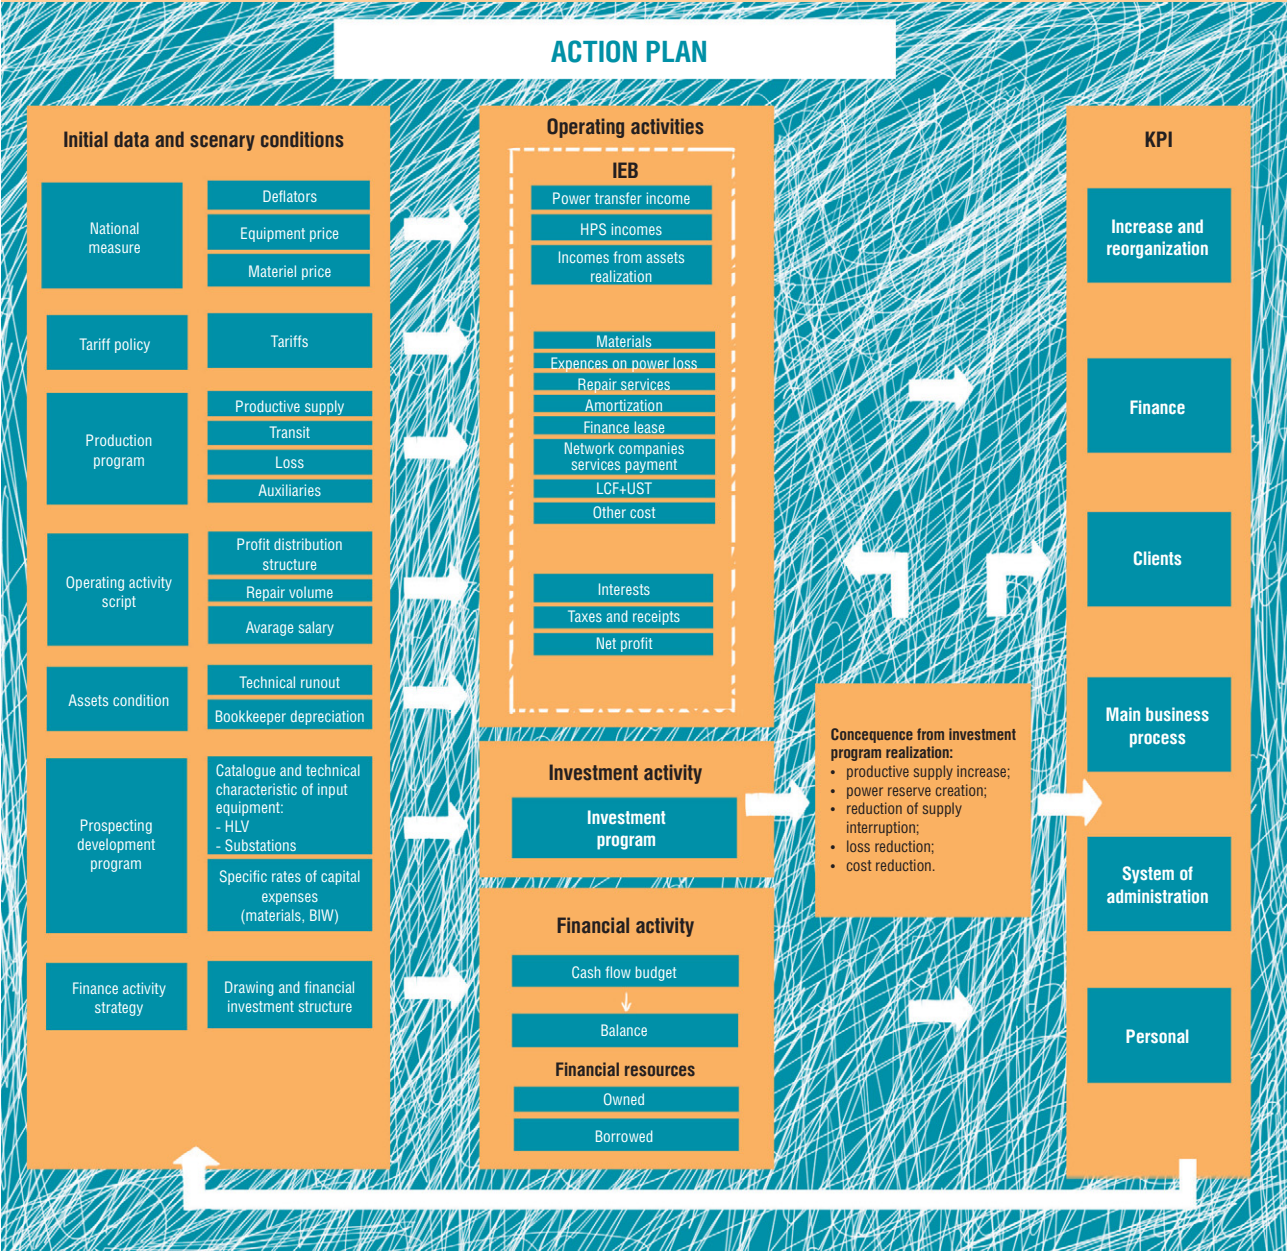 ACTION PLAN
Initial data and scenary conditions
National
measure
Deflators
Equipment price
Materiel price
Tariff policy
Tariffs
Production
program
Productive supply
Transit
Loss
Auxiliaries
Operating activity
script
Profit distribution
structure
Repair volume
Avarage salary
Assets condition
Technical runout
Bookkeeper depreciation
Prospecting
development
program
Catalogue and technical
characteristic of input
equipment:
- HLV
- Substations
Specific rates of capital
expenses
(materials, BIW)
Finance activity
strategy
Drawing and financial
investment structure
Operating activities
IEB
Power transfer income
HPS incomes
Incomes from assets
realization
Materials
Expences on power loss
Repair services
Amortization
Finance lease
Network companies
services payment
LCF+UST
Other cost
Interests
Taxes and receipts
Net profit
Investment activity
Investment
program
Financial activity
Cash flow budget
Balance
Financial resources
Owned
Borrowed
Concequence from investment
program realization:
• productive supply increase;
• power reserve creation;
• reduction of supply
interruption;
• loss reduction;
• cost reduction.
KPI
Increase and
reorganization
Finance
Clients
Main business
process
System of
administration
Personal